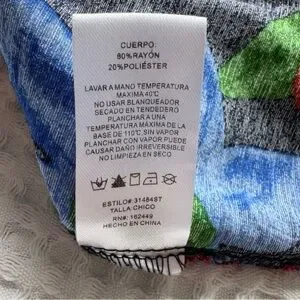 CUERPO
80%RAYÓN
20%POLIÉSTER
LAVAR A MANO TEMPERATURA
MAXIMA 40°C
NO USAR BLANQUEADOR
SECADO EN TENDEDERO
PLANCHAR A UNA
TEMPERATURA MÁXIMA DE LA
BASE DE 110°C, SIN VAPOR
PLANCHAR CON VAPOR PUEDE
CAUSAR DAÑO IRREVERSIBLE
NO LIMPIEZA EN SECO
ESTILO#: 31484ST
TALLA CHICO
RN#: 162449
HECHO EN CHINA